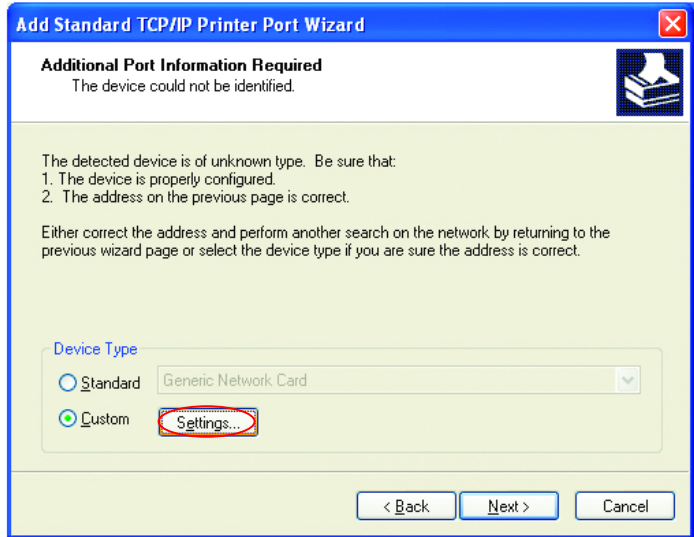 Add Standard TCP/IP Printer Port Wizard
Additional Port Information Required
The device could not be identified.
The detected device is of unknown type. Be sure that:
1. The device is properly configured.
2. The address on the previous page is correct.
Either correct the address and perform another search on the network by returning to the
previous wizard page or select the device type if you are sure the address is correct.
Device Type
Standard Generic Network Card
Custom Settings...
< Back Next > Cancel